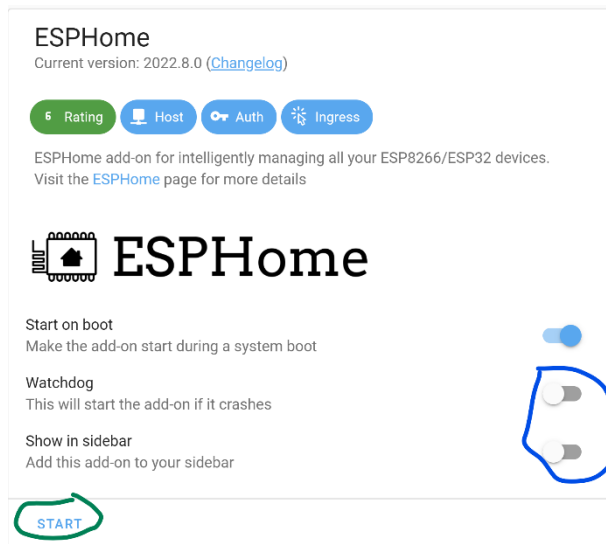 ESPHome
Current version: 2022.8.0 (Changelog)
6 Rating Host Auth Ingress
ESPHome add-on for intelligently managing all your ESP8266/ESP32 devices.
Visit the ESPHome page for more details
ESPHome
Start on boot
Make the add-on start during a system boot
Watchdog
This will start the add-on if it crashes
Show in sidebar
Add this add-on to your sidebar
START